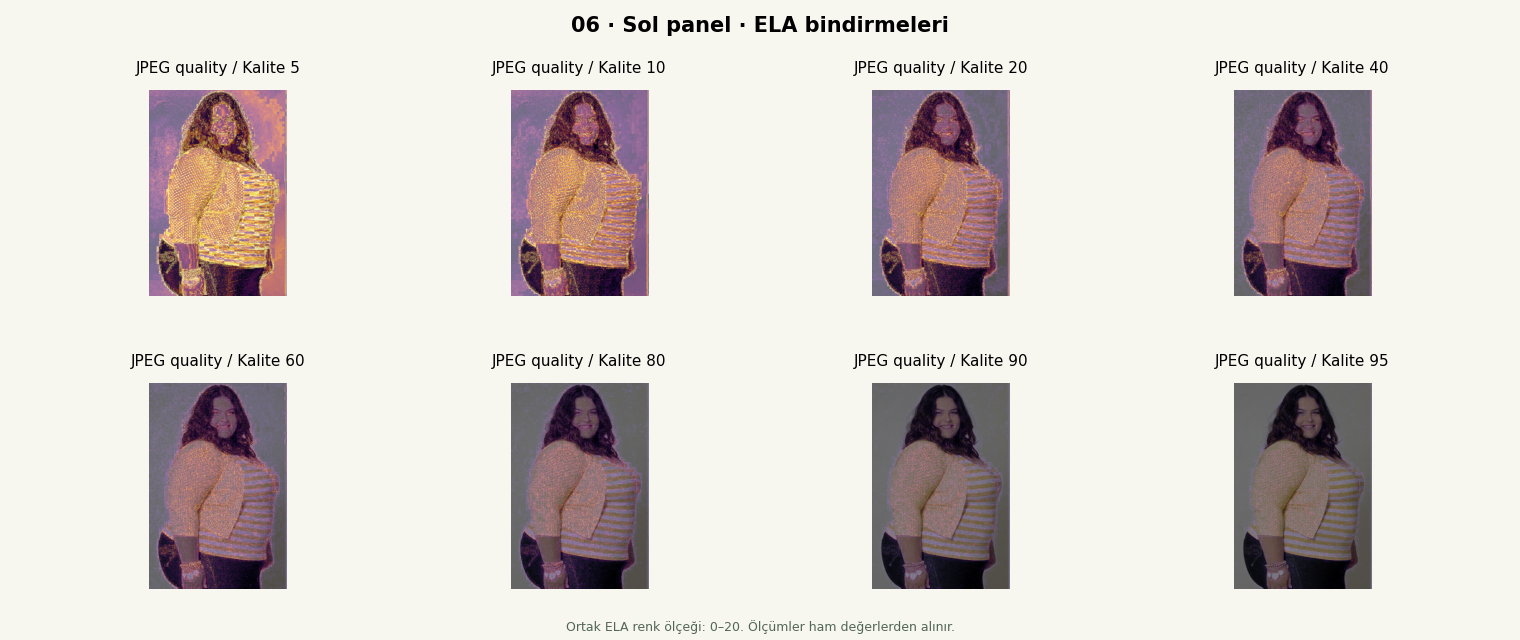 06 · Sol panel · ELA bindirmeleri
JPEG quality / Kalite 5
JPEG quality / Kalite 10
JPEG quality / Kalite 20
JPEG quality / Kalite 40
JPEG quality / Kalite 60
JPEG quality / Kalite 80
JPEG quality / Kalite 90
JPEG quality / Kalite 95
Ortak ELA renk ölçeği: 0–20. Ölçümler ham değerlerden alınır.